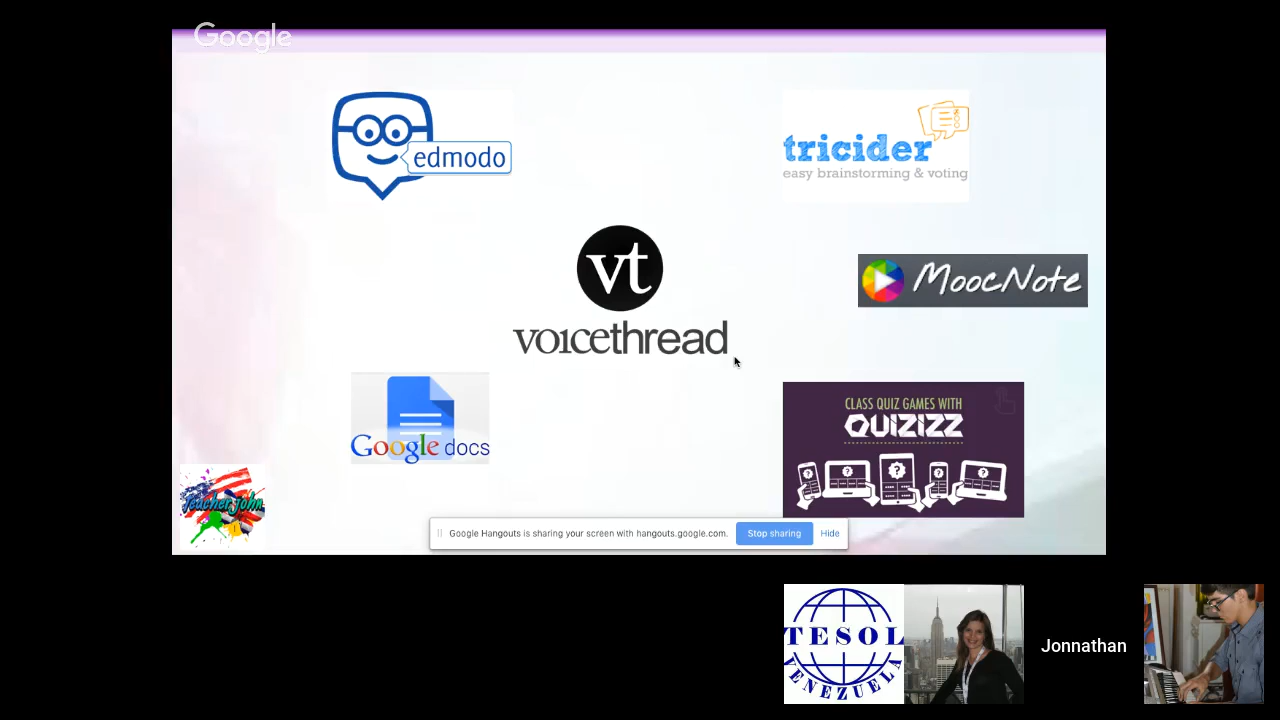 Google
edmodo
tricider
easy brainstorming & voting
vt
voicethread
MoocNote
Google docs
CLASS QUIZ GAMES WITH
QUIZIZZ
Teacher John
Google Hangouts is sharing your screen with hangouts.google.com.
Stop sharing
Hide
TESOL
VENEZUELA
Jonnathan